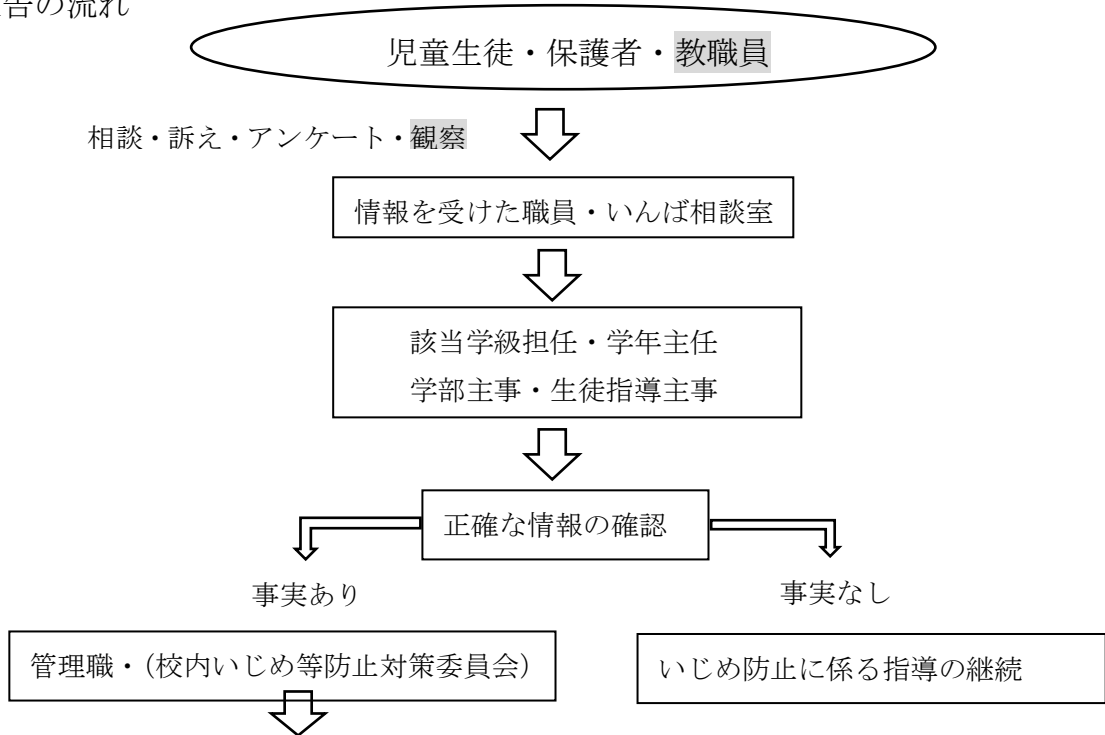 告の流れ
児童生徒・保護者・教職員
相談・訴え・アンケート・観察
情報を受けた職員・いんば相談室
該当学級担任・学年主任
学部主事・生徒指導主事
正確な情報の確認
事実あり
事実なし
管理職・(校内いじめ等防止対策委員会)
いじめ防止に係る指導の継続